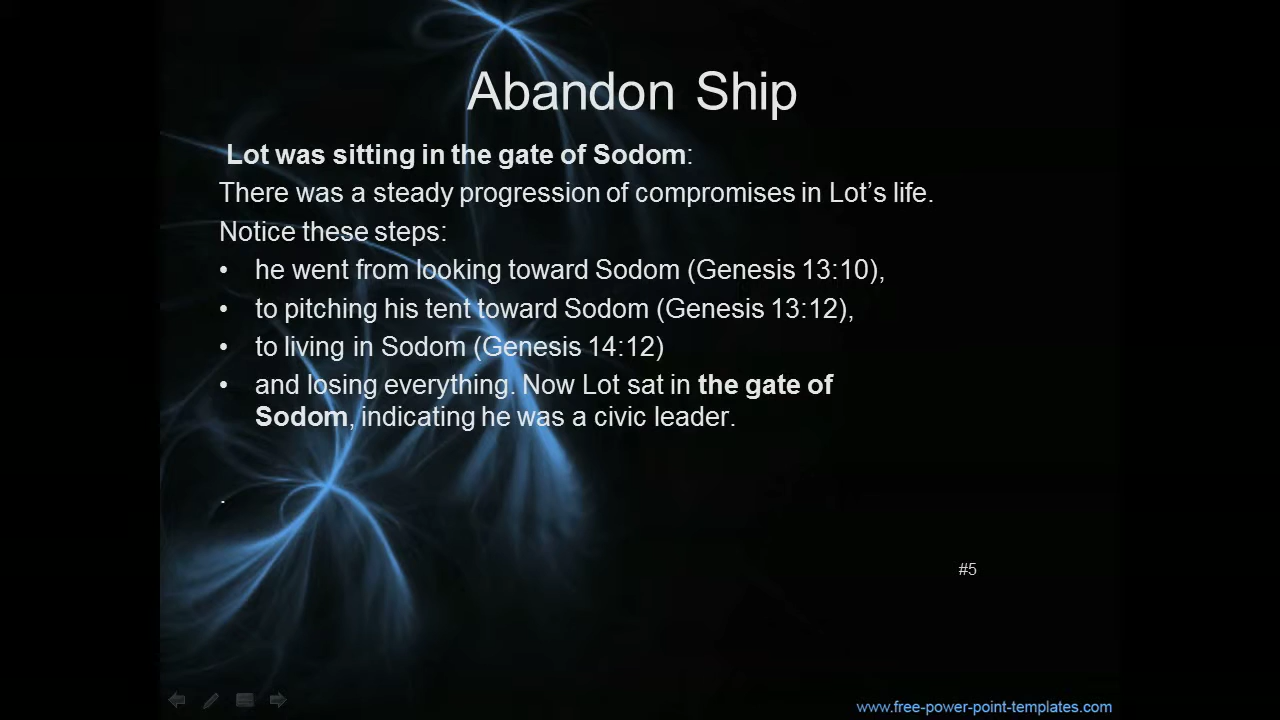 Abandon Ship
Lot was sitting in the gate of Sodom:
There was a steady progression of compromises in Lot’s life.
Notice these steps:
• he went from looking toward Sodom (Genesis 13:10),
• to pitching his tent toward Sodom (Genesis 13:12),
• to living in Sodom (Genesis 14:12)
• and losing everything. Now Lot sat in the gate of
Sodom, indicating he was a civic leader.
.
#5
www.free-power-point-templates.com